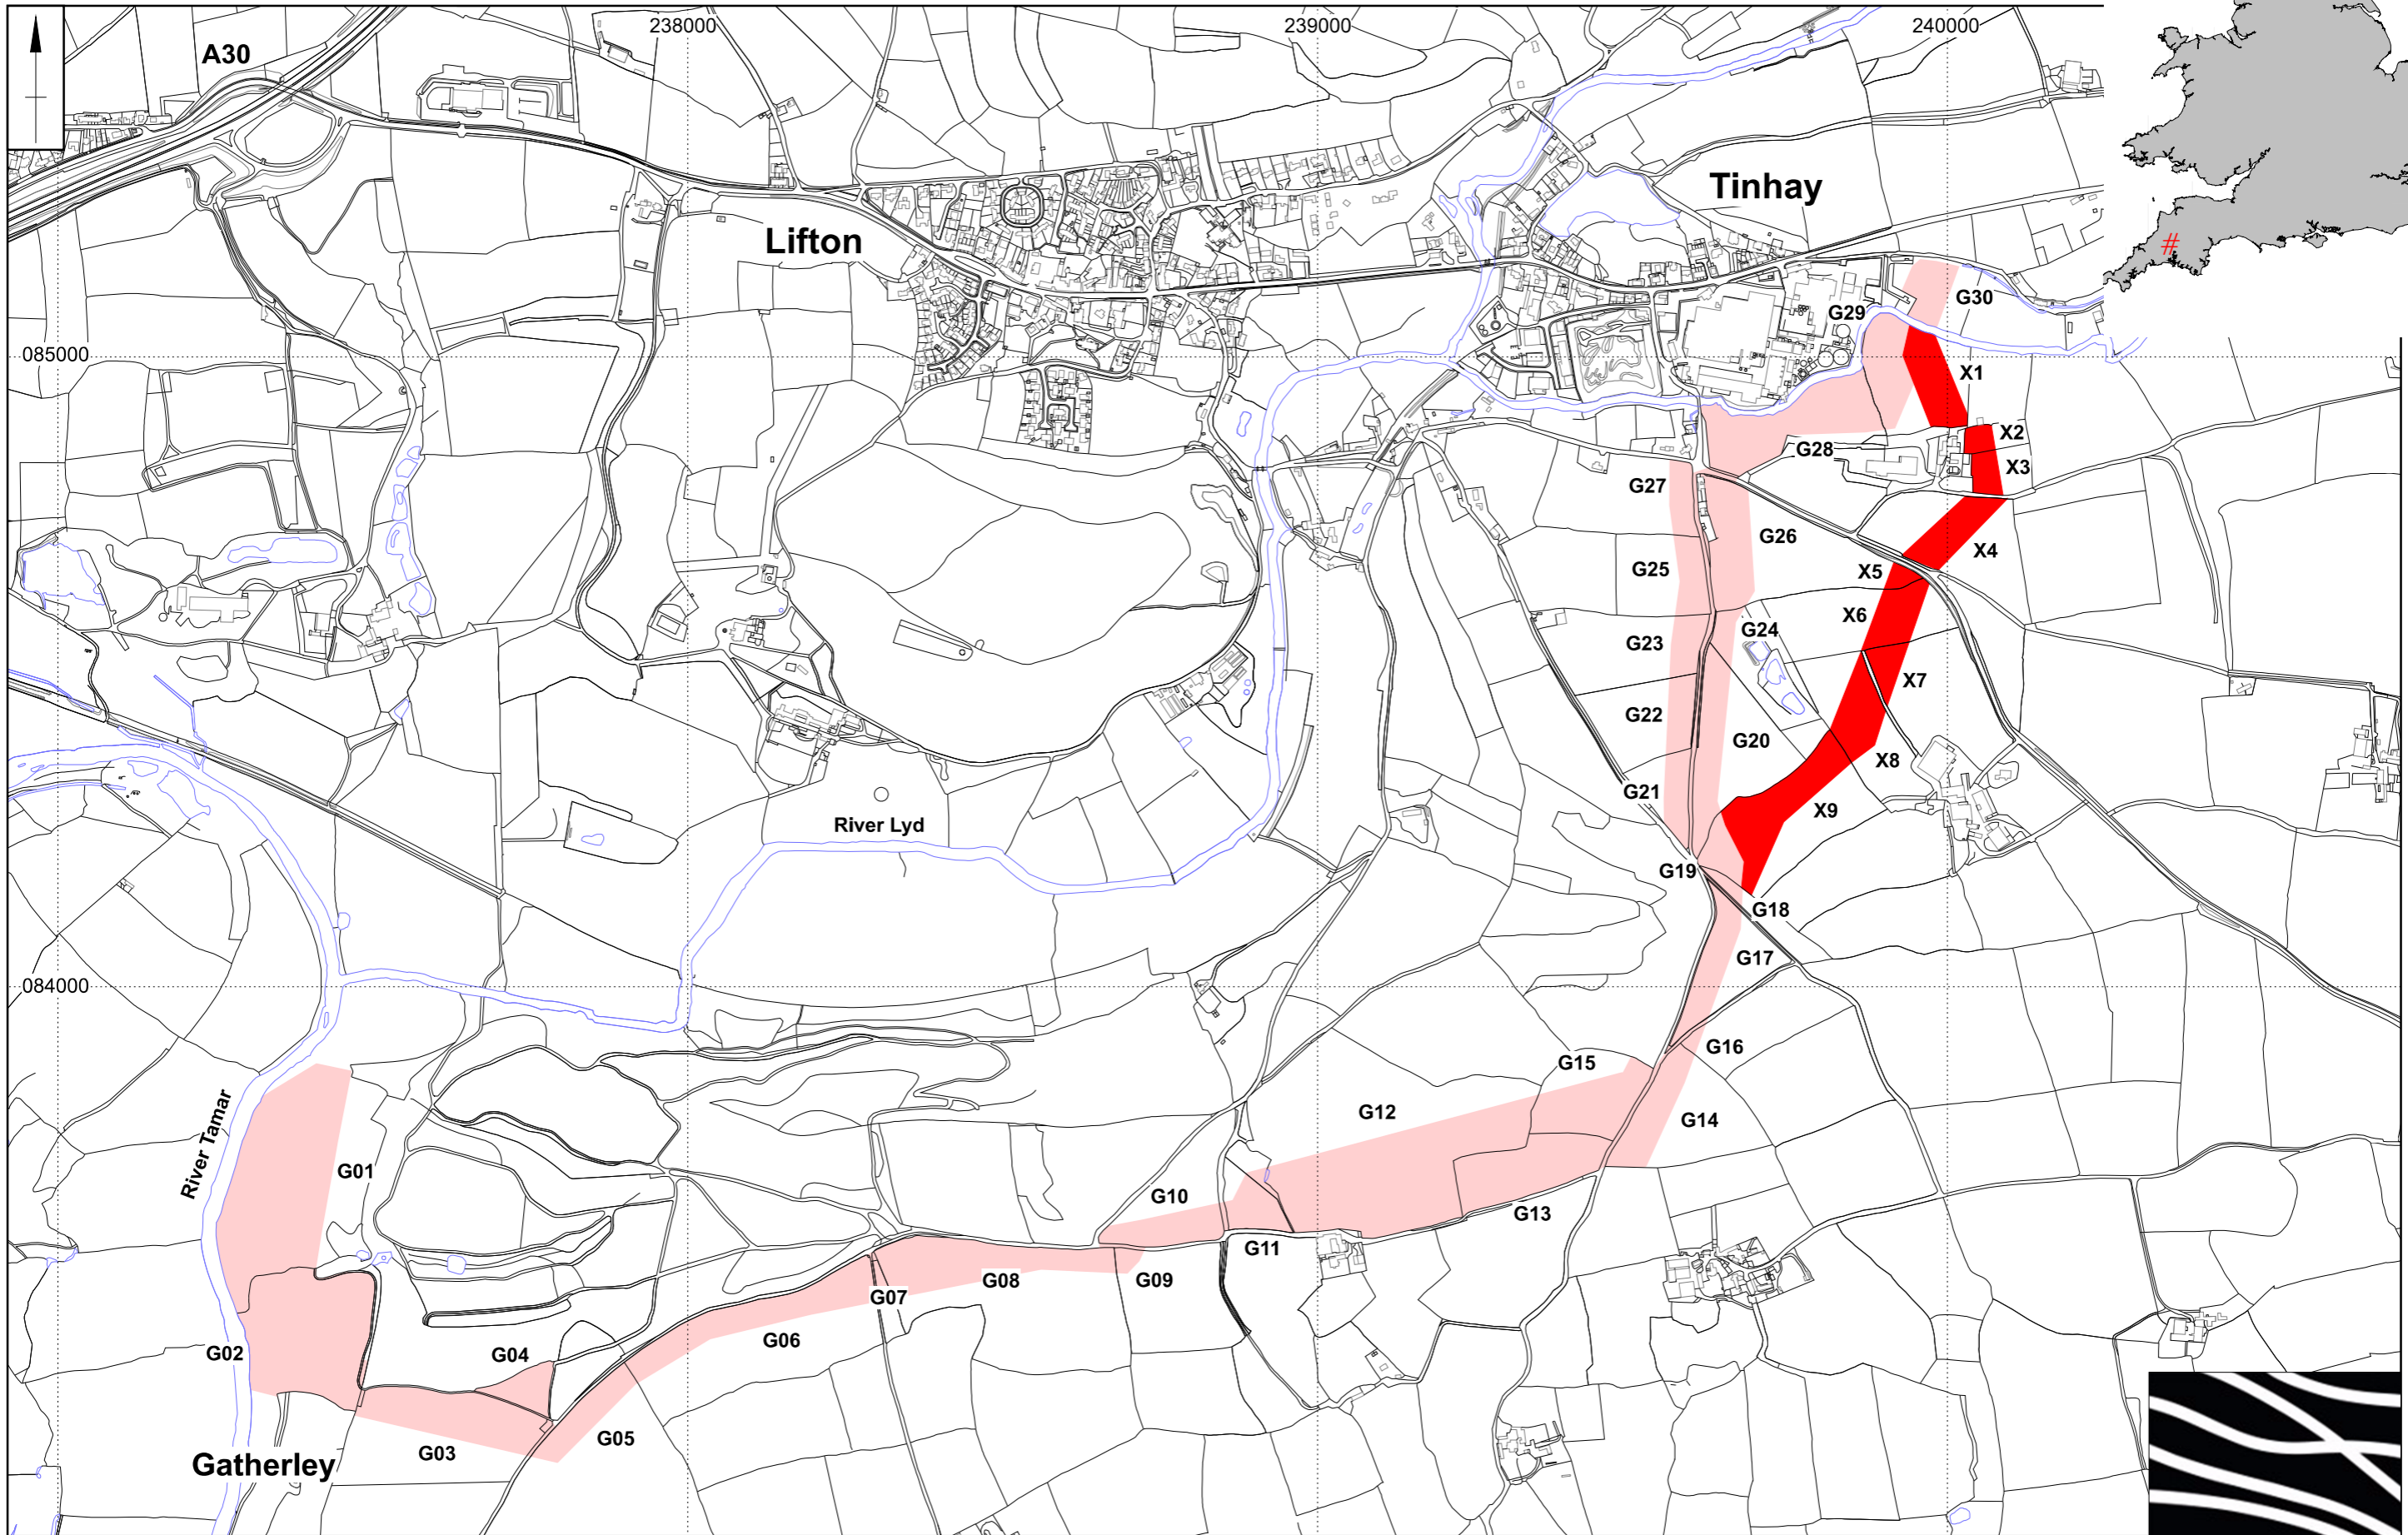 238000
239000
240000
A30
Tinhay
Lifton
#
G30
G29
085000
X1
X2
G28
X3
G27
G26
X4
G25
X5
X6
G24
G23
X7
G22
G20
X8
G21
X9
River Lyd
G19
G18
G17
084000
G16
G15
G12
G14
River Tamar
G01
G10
G13
G11
G08
G09
G07
G06
G02
G04
G05
G03
Gatherley